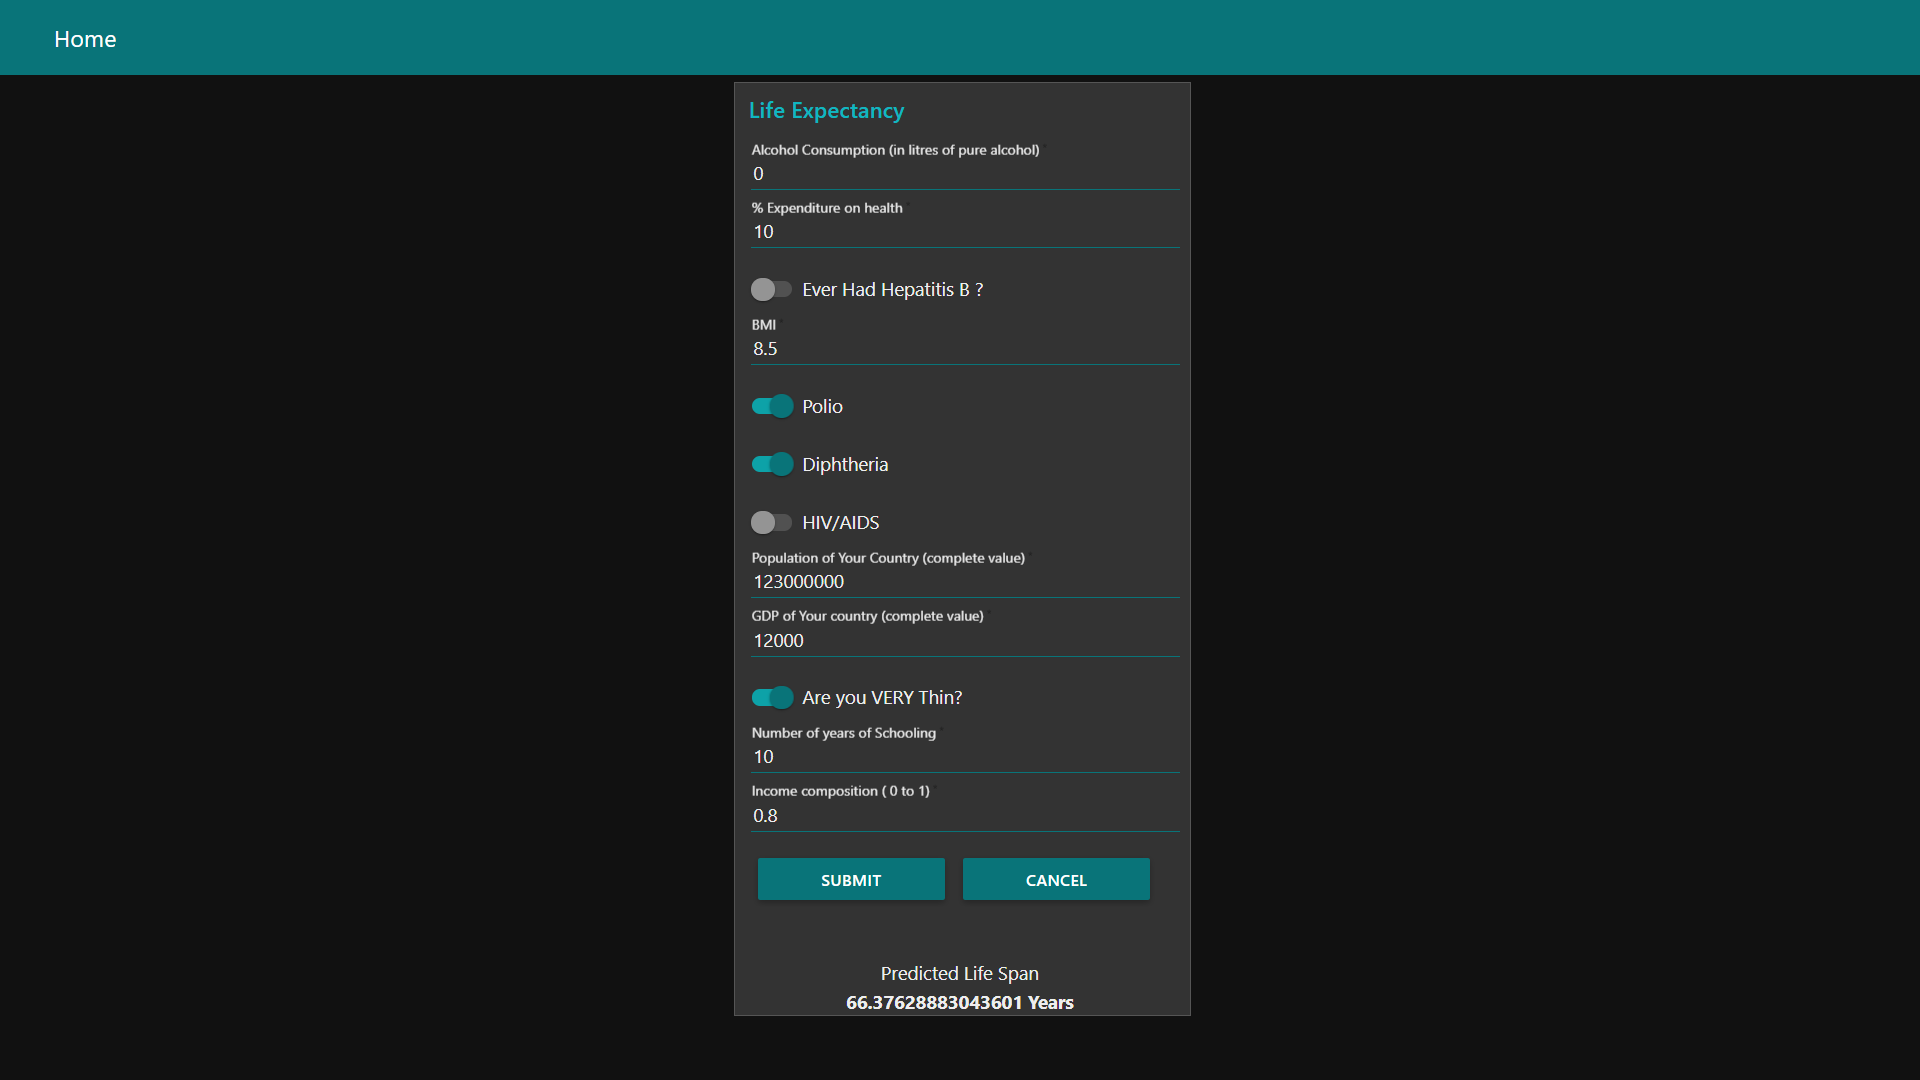 Home
Life Expectancy
Alcohol Consumption (in litres of pure alcohol) *
0
% Expenditure on health *
10
Ever Had Hepatitis B ?
BMI *
8.5
Polio
Diphtheria
HIV/AIDS
Population of Your Country (complete value) *
123000000
GDP of Your country (complete value) *
12000
Are you VERY Thin?
Number of years of Schooling *
10
Income composition ( 0 to 1) *
0.8
SUBMIT
CANCEL
Predicted Life Span
66.37628883043601 Years